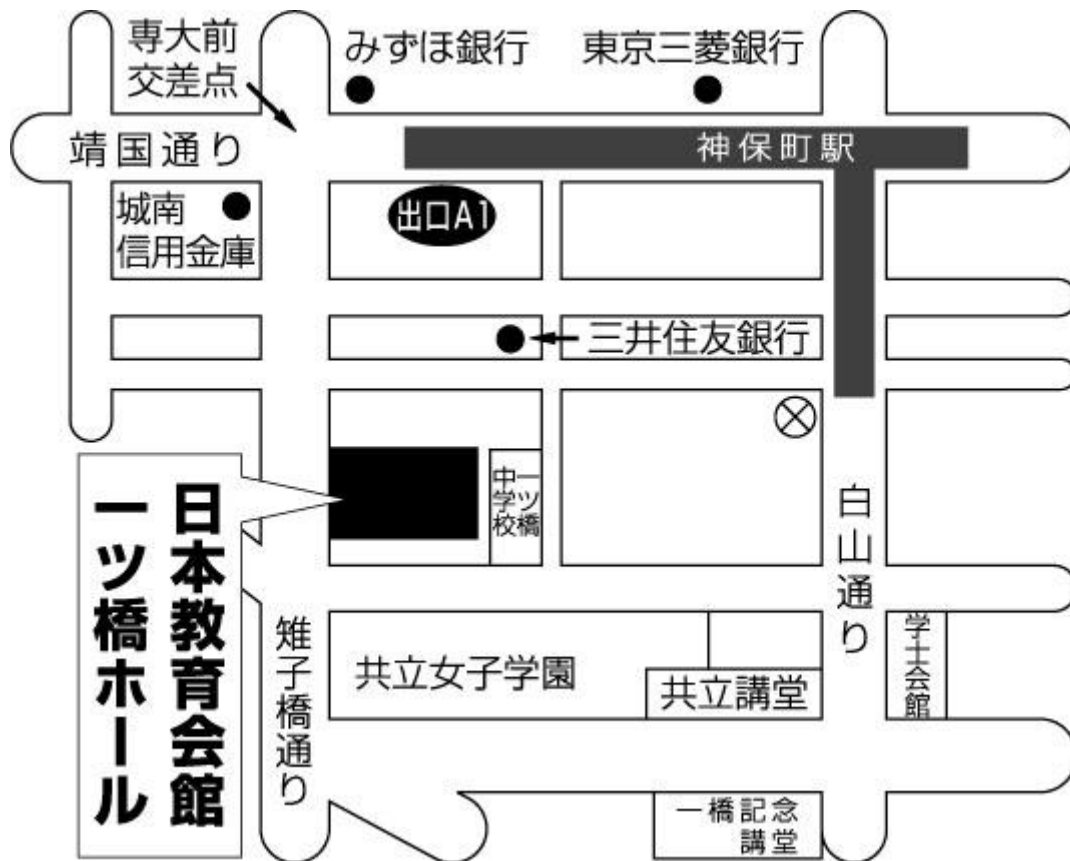 専大前
交差点
みずほ銀行
東京三菱銀行
靖国通り
神保町駅
城南
信用金庫
出口A1
三井住友銀行
日本教育会館
一ツ橋ホール
一ツ橋
中学校
白山通り
雉子橋通り
共立女子学園
共立講堂
学士会館
一橋記念
講堂